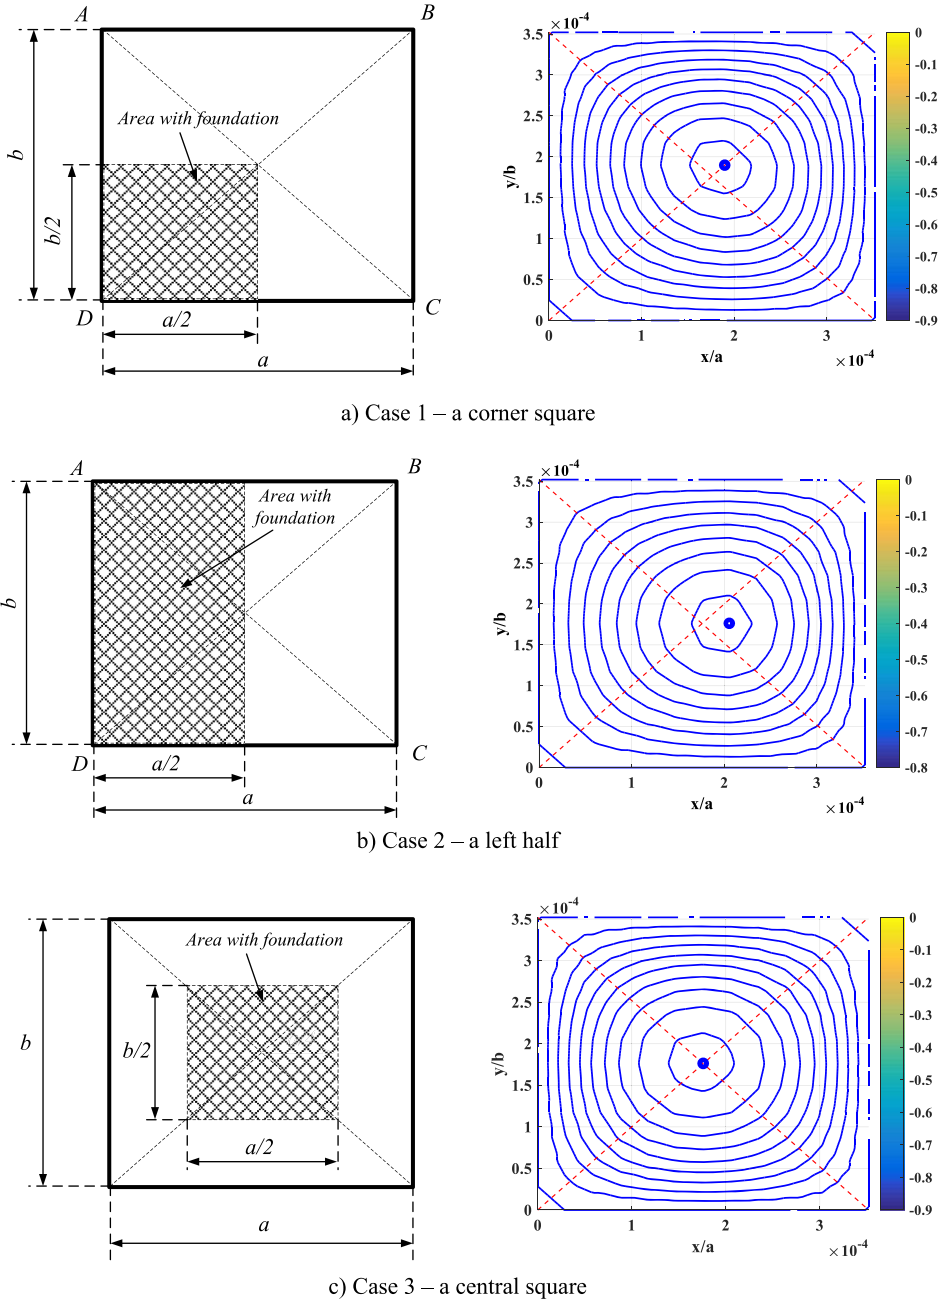 A
B
Area with foundation
b
b/2
D
C
a/2
a
×10⁻⁴
3.5
3
2.5
2
1.5
1
0.5
0
y/b
0 1 2 3
x/a
×10⁻⁴
0
-0.1
-0.2
-0.3
-0.4
-0.5
-0.6
-0.7
-0.8
-0.9
a) Case 1 – a corner square
A
B
Area with
foundation
b
D
C
a/2
a
×10⁻⁴
3.5
3
2.5
2
1.5
1
0.5
0
y/b
0 1 2 3
x/a
×10⁻⁴
0
-0.1
-0.2
-0.3
-0.4
-0.5
-0.6
-0.7
-0.8
b) Case 2 – a left half
Area with foundation
b
b/2
a/2
a
×10⁻⁴
3.5
3
2.5
2
1.5
1
0.5
0
y/b
0 1 2 3
x/a
×10⁻⁴
0
-0.1
-0.2
-0.3
-0.4
-0.5
-0.6
-0.7
-0.8
-0.9
c) Case 3 – a central square